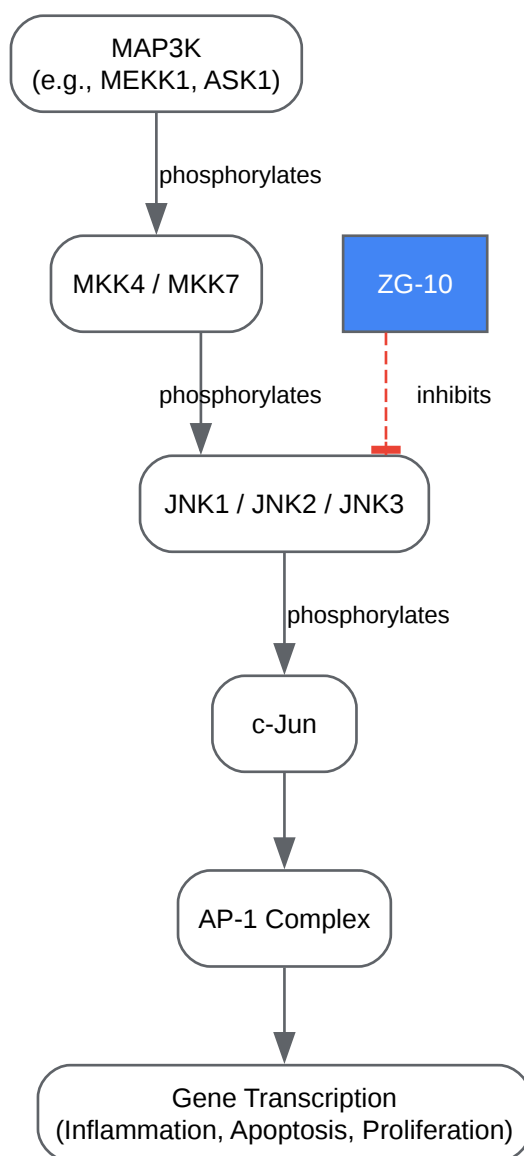 MAP3K
(e.g., MEKK1, ASK1)
phosphorylates
MKK4 / MKK7
ZG-10
phosphorylates
inhibits
JNK1 / JNK2 / JNK3
phosphorylates
c-Jun
AP-1 Complex
Gene Transcription
(Inflammation, Apoptosis, Proliferation)